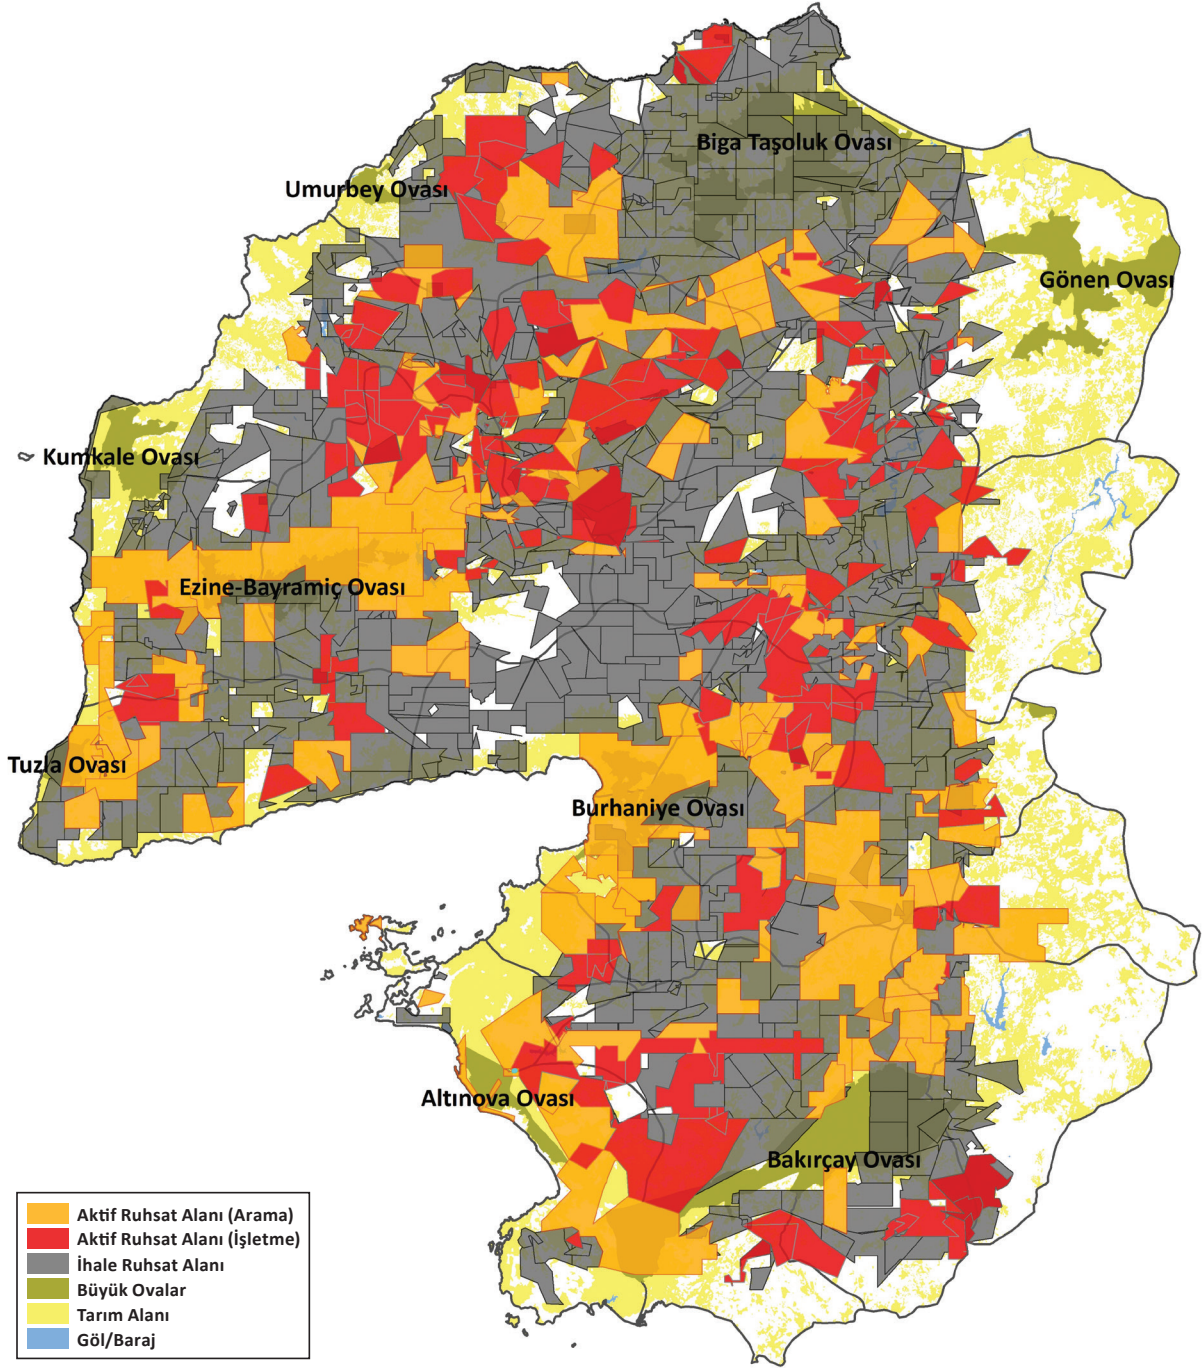 Biga Taşoluk Ovası
Umurbey Ovası
Gönen Ovası
Kumkale Ovası
Ezine-Bayramiç Ovası
Tuzla Ovası
Burhaniye Ovası
Altınova Ovası
Bakırçay Ovası
Aktif Ruhsat Alanı (Arama)
Aktif Ruhsat Alanı (İşletme)
İhale Ruhsat Alanı
Büyük Ovalar
Tarım Alanı
Göl/Baraj